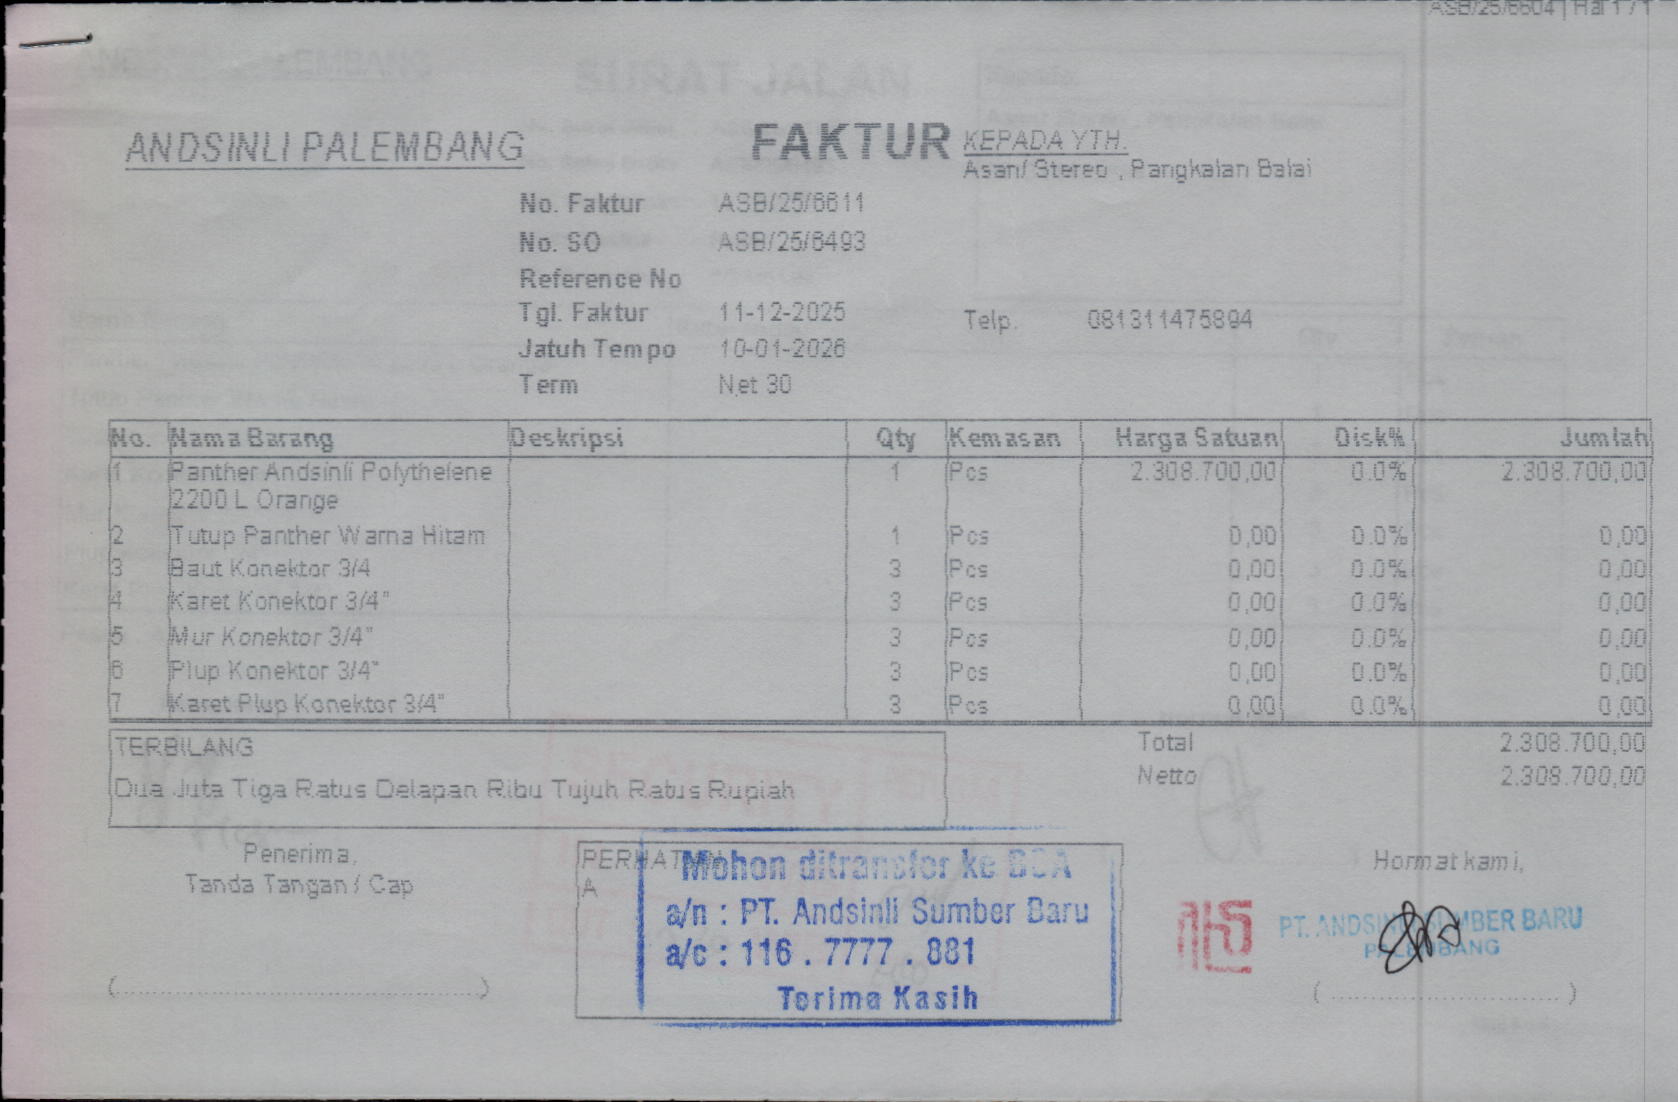 ASB/25/6604 | Hal 1 / 1
ANDSINLI PALEMBANG
FAKTUR
KEPADA YTH.
Asan/ Stereo , Pangkalan Balai
No. Faktur ASB/25/6611
No. SO ASB/25/6493
Reference No
Tgl. Faktur 11-12-2025
Telp. 081311475894
Jatuh Tempo 10-01-2026
Term Net 30
No. Nama Barang Deskripsi Qty Kemasan Harga Satuan Disk% Jumlah
1 Panther Andsinli Polythelene 1 Pcs 2.308.700,00 0.0% 2.308.700,00
2200 L Orange
2 Tutup Panther Warna Hitam 1 Pcs 0,00 0.0% 0,00
3 Baut Konektor 3/4 3 Pcs 0,00 0.0% 0,00
4 Karet Konektor 3/4" 3 Pcs 0,00 0.0% 0,00
5 Mur Konektor 3/4" 3 Pcs 0,00 0.0% 0,00
6 Plup Konektor 3/4" 3 Pcs 0,00 0.0% 0,00
7 Karet Plup Konektor 3/4" 3 Pcs 0,00 0.0% 0,00
TERBILANG
Dua Juta Tiga Ratus Delapan Ribu Tujuh Ratus Rupiah
Total 2.308.700,00
Netto 2.308.700,00
Penerima,
Tanda Tangan / Cap
(..................................................)
PERHATIAN
A
Mohon ditransfer ke BCA
a/n : PT. Andsinli Sumber Baru
a/c : 116 . 7777 . 881
Terima Kasih
Hormat kami,
PT. ANDSINLI SUMBER BARU
PALEMBANG
( ................................ )
SURAT JALAN